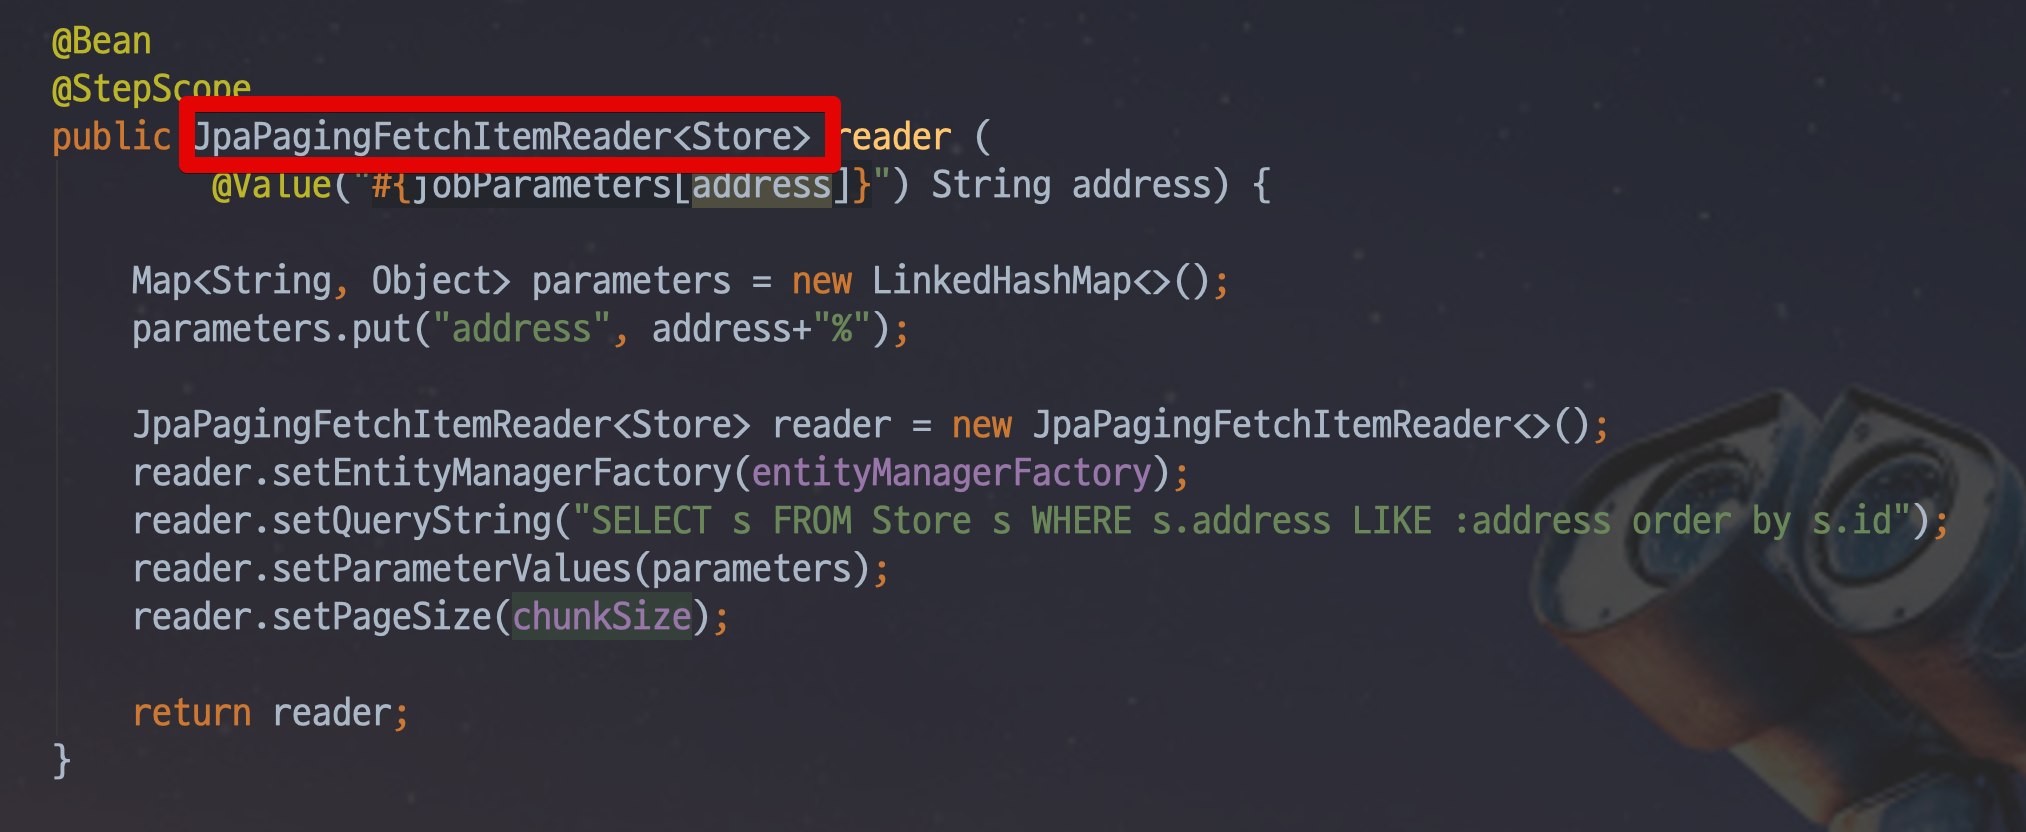 @Bean
@StepScope
public JpaPagingFetchItemReader<Store> reader (
@Value("#{jobParameters[address]}") String address) {
Map<String, Object> parameters = new LinkedHashMap<>();
parameters.put("address", address+"%");
JpaPagingFetchItemReader<Store> reader = new JpaPagingFetchItemReader<>();
reader.setEntityManagerFactory(entityManagerFactory);
reader.setQueryString("SELECT s FROM Store s WHERE s.address LIKE :address order by s.id");
reader.setParameterValues(parameters);
reader.setPageSize(chunkSize);
return reader;
}